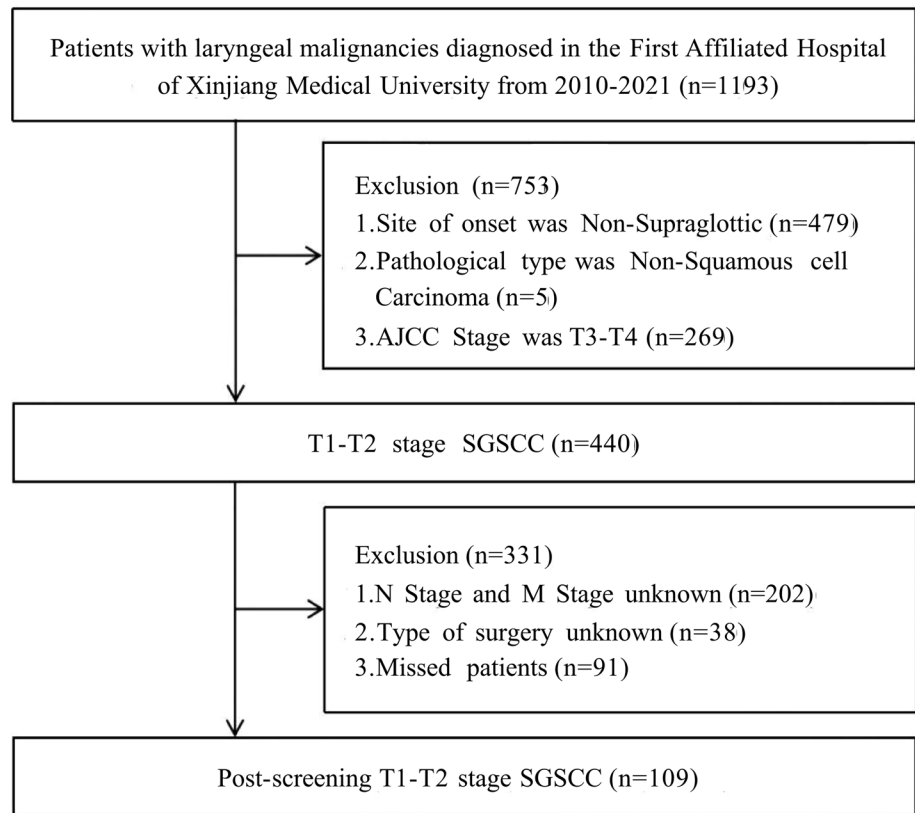 Patients with laryngeal malignancies diagnosed in the First Affiliated Hospital
of Xinjiang Medical University from 2010-2021 (n=1193)
Exclusion (n=753)
1.Site of onset was Non-Supraglottic (n=479)
2.Pathological type was Non-Squamous cell
Carcinoma (n=5)
3.AJCC Stage was T3-T4 (n=269)
T1-T2 stage SGSCC (n=440)
Exclusion (n=331)
1.N Stage and M Stage unknown (n=202)
2.Type of surgery unknown (n=38)
3.Missed patients (n=91)
Post-screening T1-T2 stage SGSCC (n=109)